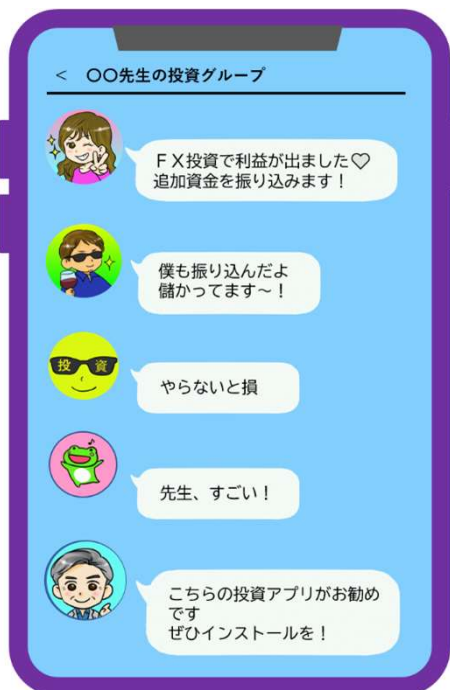 < 〇〇先生の投資グループ
FX投資で利益が出ました♡
追加資金を振り込みます！
僕も振り込んだよ
儲かってます～！
投資
やらないと損
先生、すごい！
こちらの投資アプリがお勧め
です
ぜひインストールを！